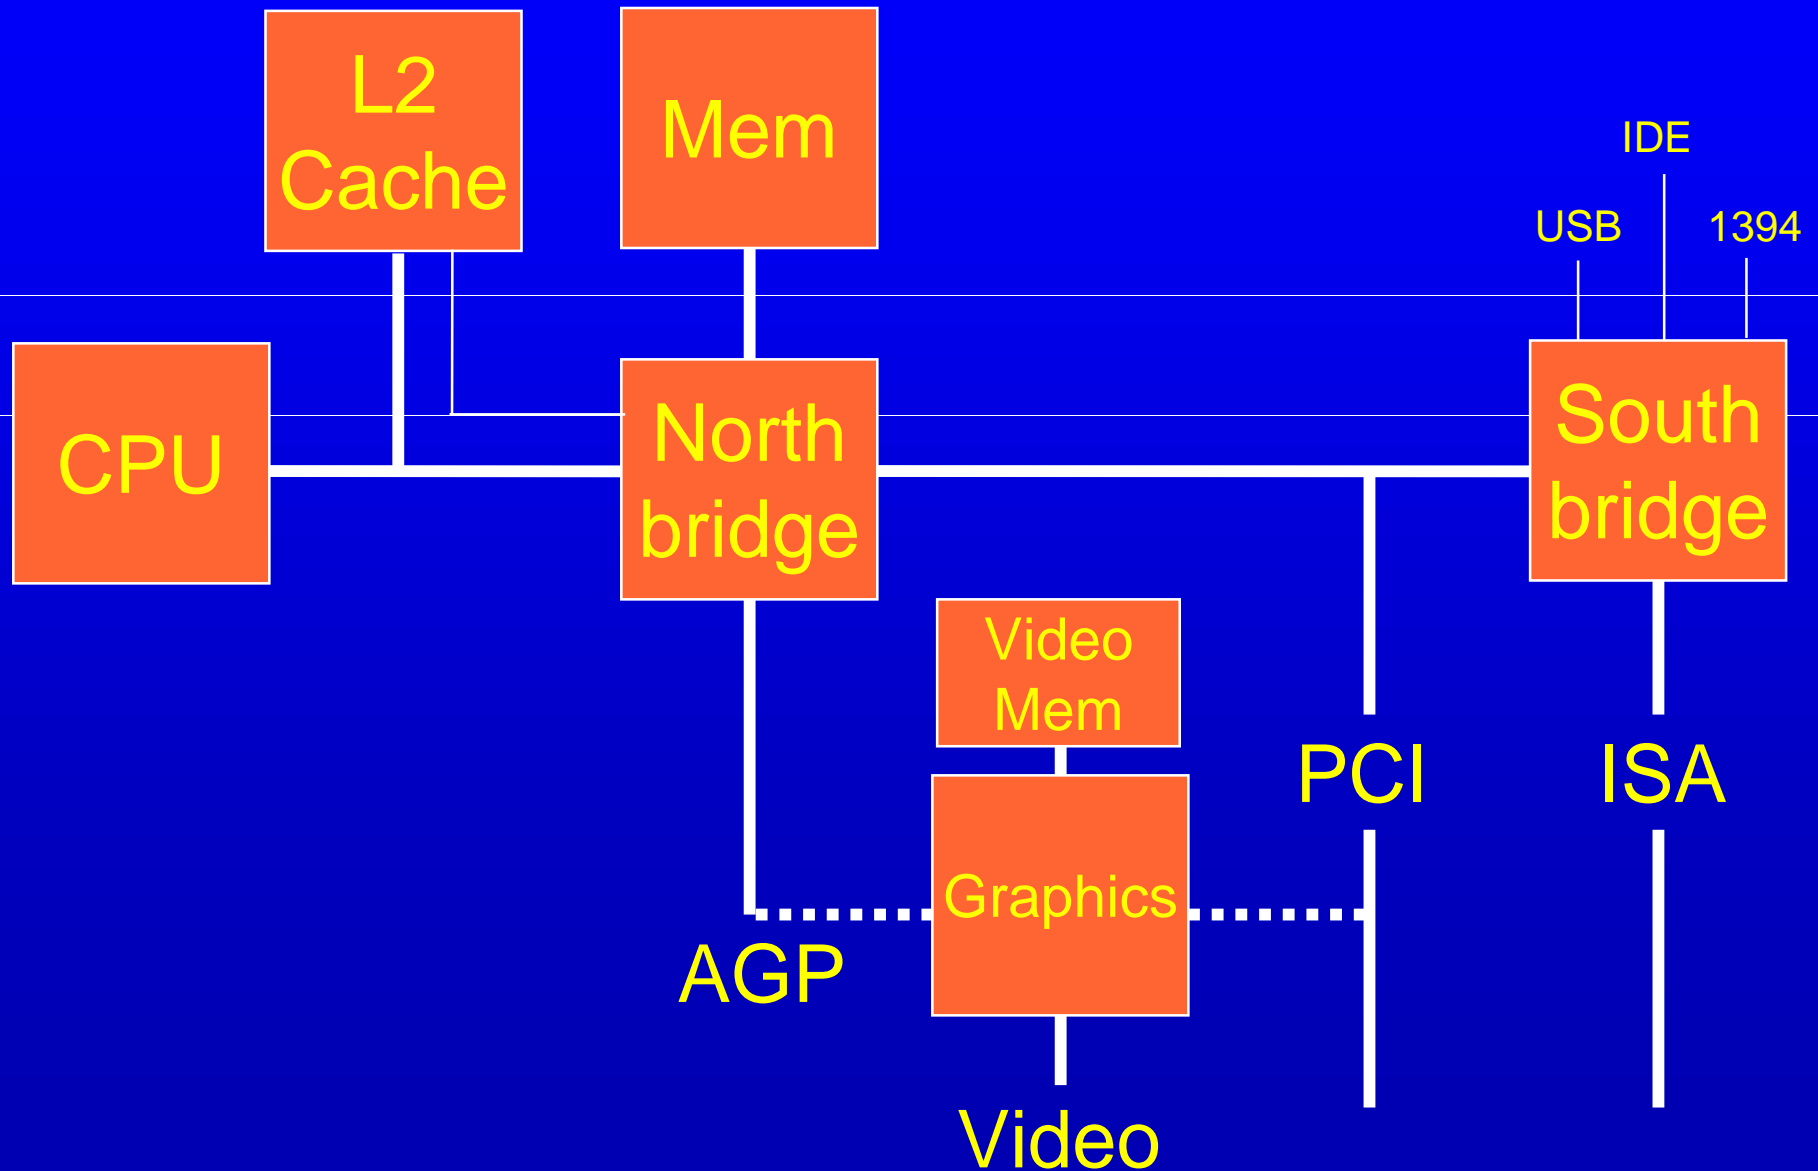 L2
Cache
Mem
IDE
USB
1394
CPU
North
bridge
South
bridge
Video
Mem
PCI
ISA
Graphics
AGP
Video